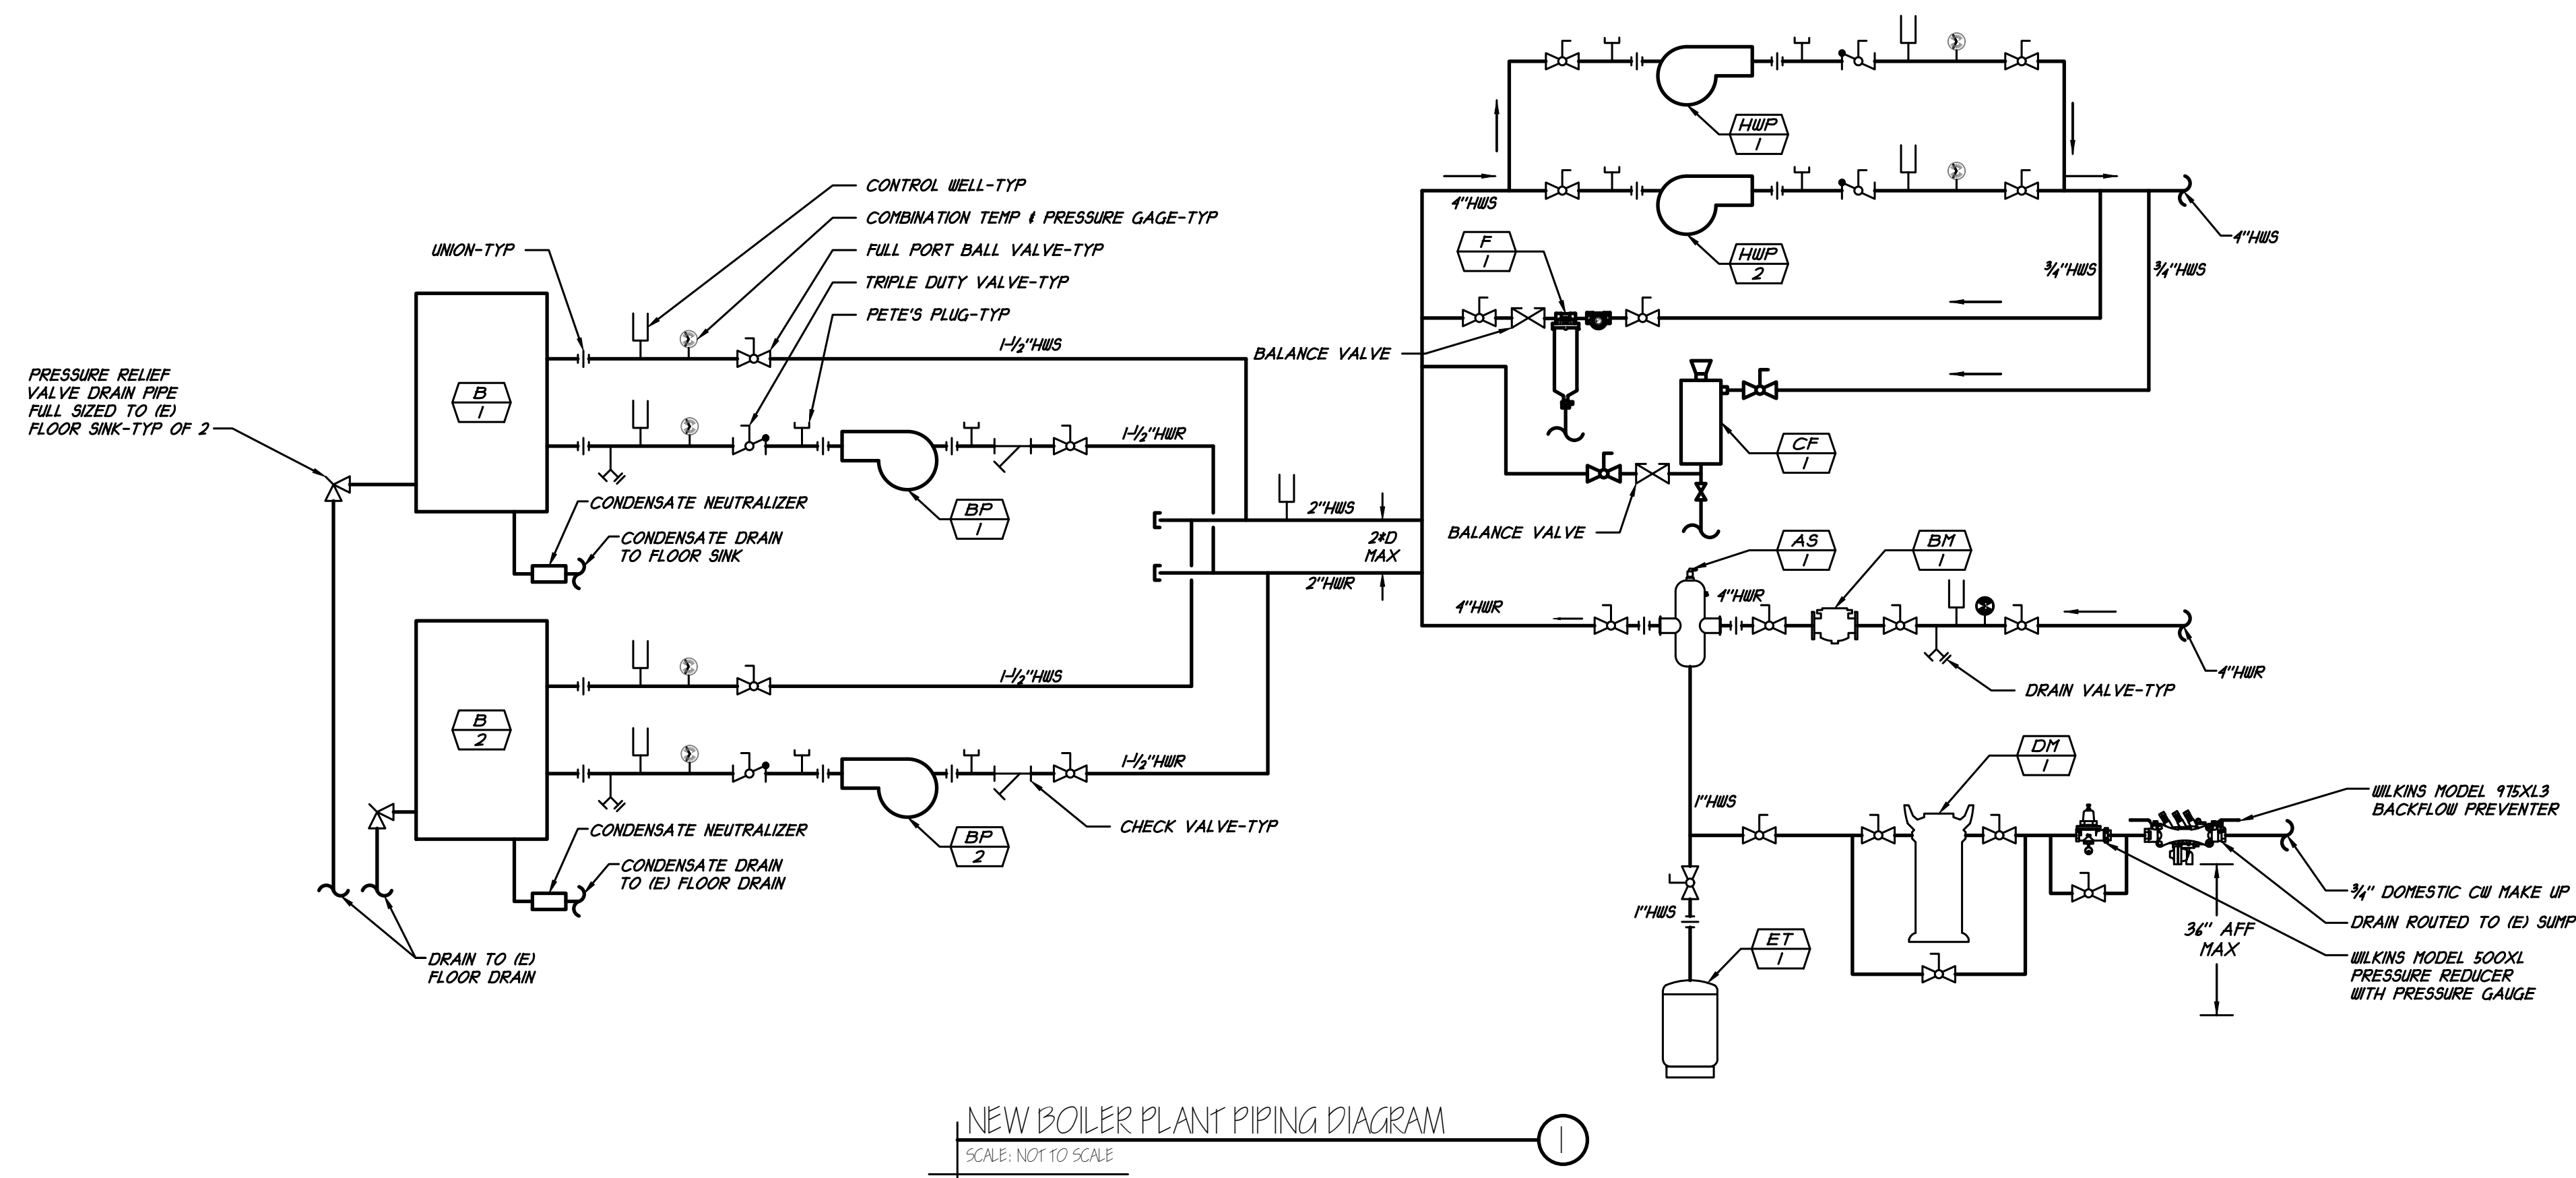 HWP
1
CONTROL WELL-TYP
COMBINATION TEMP & PRESSURE GAGE-TYP
UNION-TYP
FULL PORT BALL VALVE-TYP
TRIPLE DUTY VALVE-TYP
PETE'S PLUG-TYP
4"HWS
HWP
2
F
1
4"HWS
3/4"HWS
3/4"HWS
1-1/2"HWS
BALANCE VALVE
PRESSURE RELIEF
VALVE DRAIN PIPE
FULL SIZED TO (E)
FLOOR SINK-TYP OF 2
B
1
1-1/2"HWR
CF
1
CONDENSATE NEUTRALIZER
BP
1
2"HWS
BALANCE VALVE
CONDENSATE DRAIN
TO FLOOR SINK
2*D
MAX
AS
1
BM
1
2"HWR
4"HWR
4"HWR
1-1/2"HWS
4"HWR
DRAIN VALVE-TYP
B
2
1-1/2"HWR
DM
1
CONDENSATE NEUTRALIZER
BP
2
CHECK VALVE-TYP
1"HWS
WILKINS MODEL 975XL3
BACKFLOW PREVENTER
CONDENSATE DRAIN
TO (E) FLOOR DRAIN
3/4" DOMESTIC CW MAKE UP
1"HWS
DRAIN ROUTED TO (E) SUMP
36" AFF
MAX
ET
1
DRAIN TO (E)
FLOOR DRAIN
WILKINS MODEL 500XL
PRESSURE REDUCER
WITH PRESSURE GAUGE
NEW BOILER PLANT PIPING DIAGRAM
1
SCALE: NOT TO SCALE